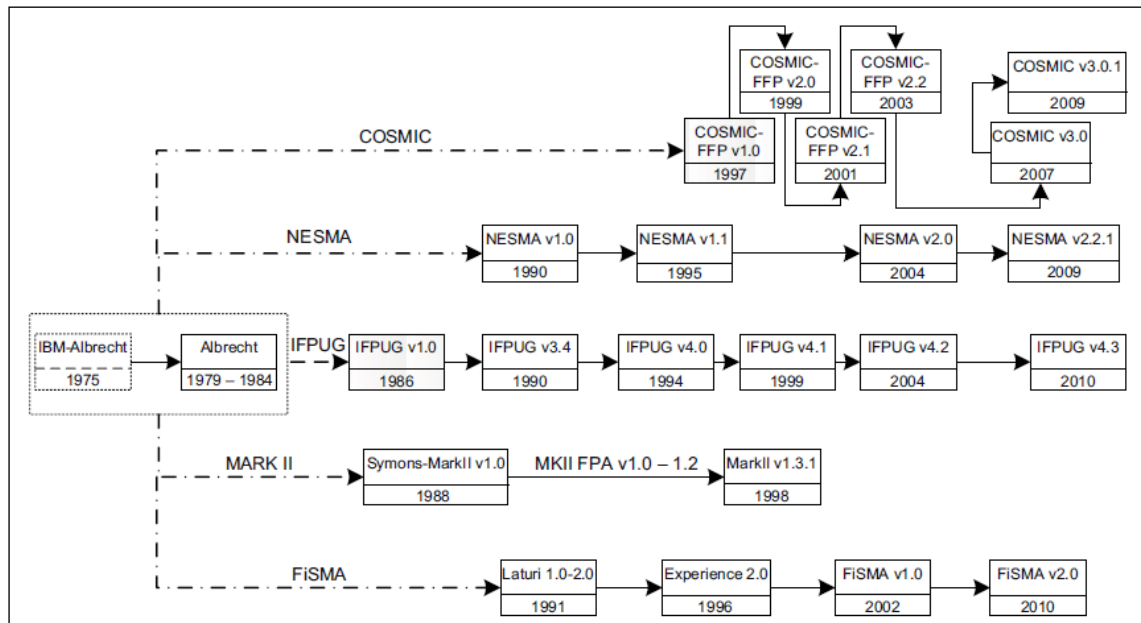 COSMIC
COSMIC-
FFP v1.0
1997
COSMIC-
FFP v2.0
1999
COSMIC-
FFP v2.1
2001
COSMIC-
FFP v2.2
2003
COSMIC v3.0
2007
COSMIC v3.0.1
2009
NESMA
NESMA v1.0
1990
NESMA v1.1
1995
NESMA v2.0
2004
NESMA v2.2.1
2009
IBM-Albrecht
1975
Albrecht
1979 – 1984
IFPUG
IFPUG v1.0
1986
IFPUG v3.4
1990
IFPUG v4.0
1994
IFPUG v4.1
1999
IFPUG v4.2
2004
IFPUG v4.3
2010
MARK II
Symons-MarkII v1.0
1988
MKII FPA v1.0 – 1.2
MarkII v1.3.1
1998
FiSMA
Laturi 1.0-2.0
1991
Experience 2.0
1996
FiSMA v1.0
2002
FiSMA v2.0
2010